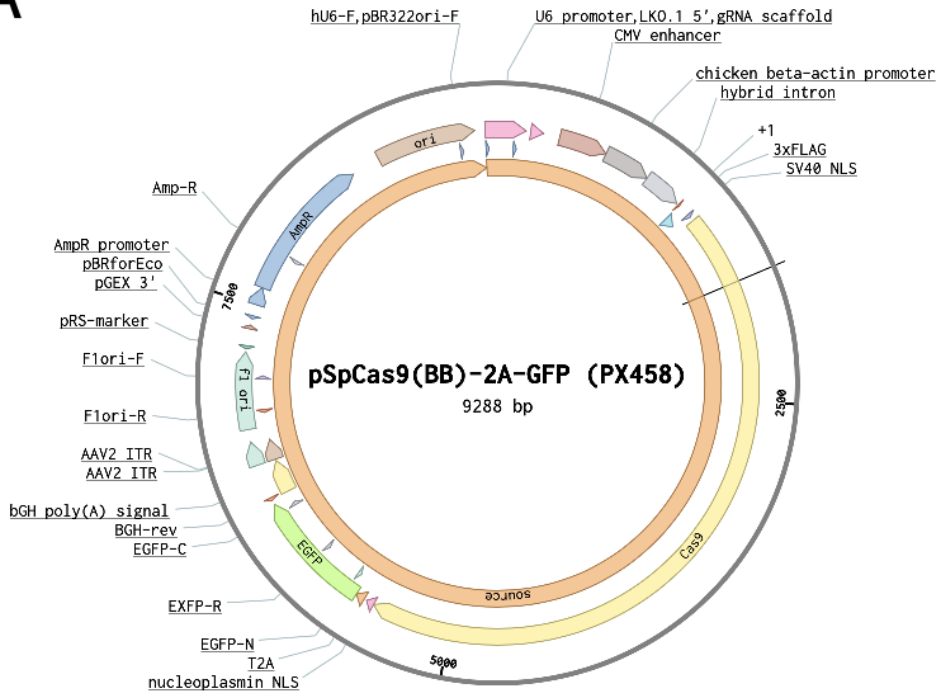 A
hU6-F,pBR322ori-F
U6 promoter,LKO.1 5’,gRNA scaffold
CMV enhancer
chicken beta-actin promoter
hybrid intron
+1
3xFLAG
SV40 NLS
ori
Amp-R
AmpR
AmpR promoter
pBRforEco
pGEX 3'
7500
pRS-marker
F1ori-F
f1 ori
F1ori-R
pSpCas9(BB)-2A-GFP (PX458)
9288 bp
2500
AAV2 ITR
AAV2 ITR
bGH poly(A) signal
BGH-rev
EGFP-C
EGFP
Cas9
source
EXFP-R
EGFP-N
T2A
nucleoplasmin NLS
5000